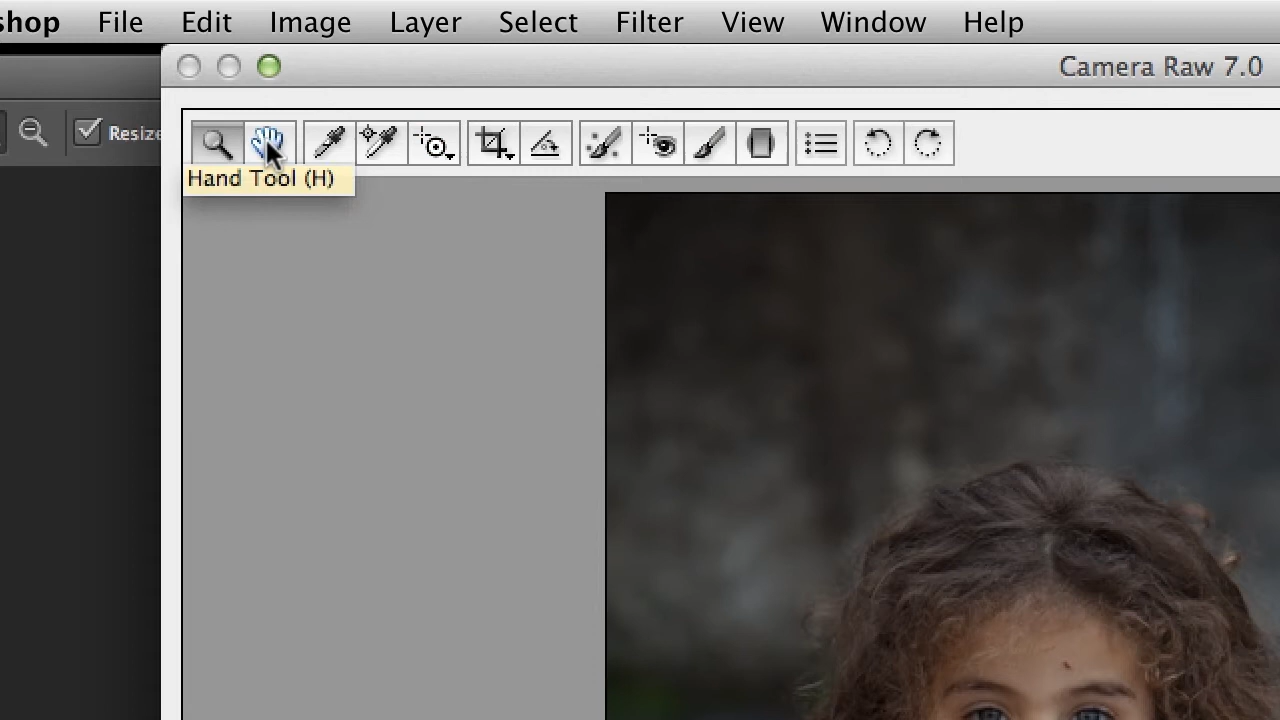 shop File Edit Image Layer Select Filter View Window Help
Camera Raw 7.0
Resize
Hand Tool (H)